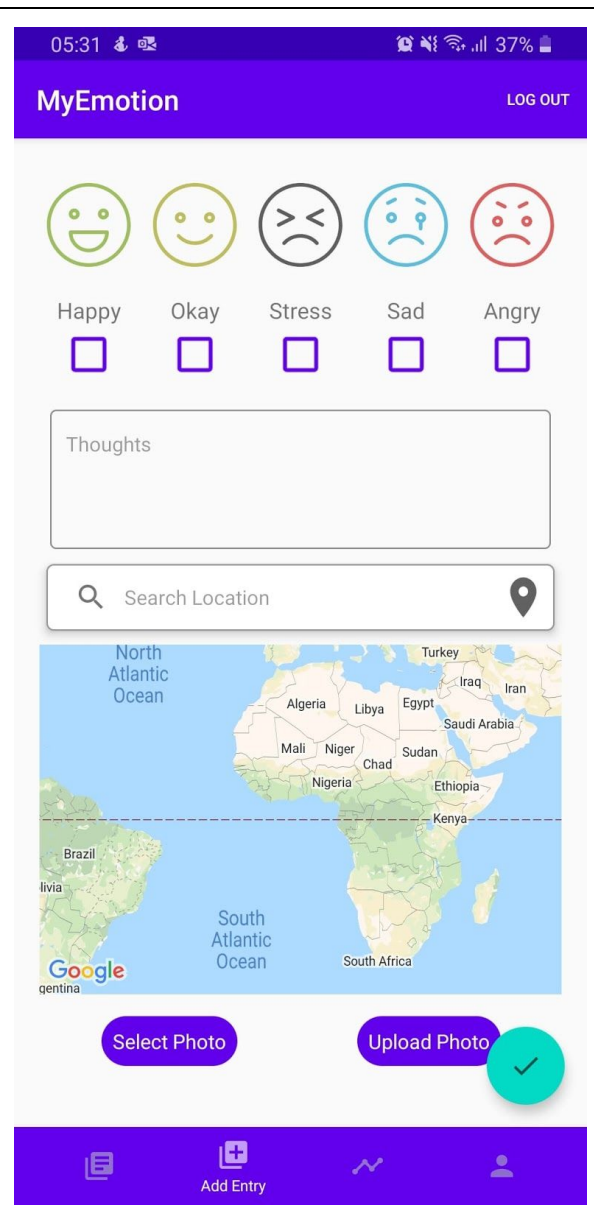 05:31 37%
MyEmotion LOG OUT
Happy Okay Stress Sad Angry
Thoughts
Search Location
North
Atlantic
Ocean
Turkey
Iraq Iran
Algeria Libya Egypt
Saudi Arabia
Mali Niger Chad Sudan
Nigeria Ethiopia
Kenya
Brazil
livia
South
Atlantic
Ocean
South Africa
Google
gentina
Select Photo Upload Photo
Add Entry